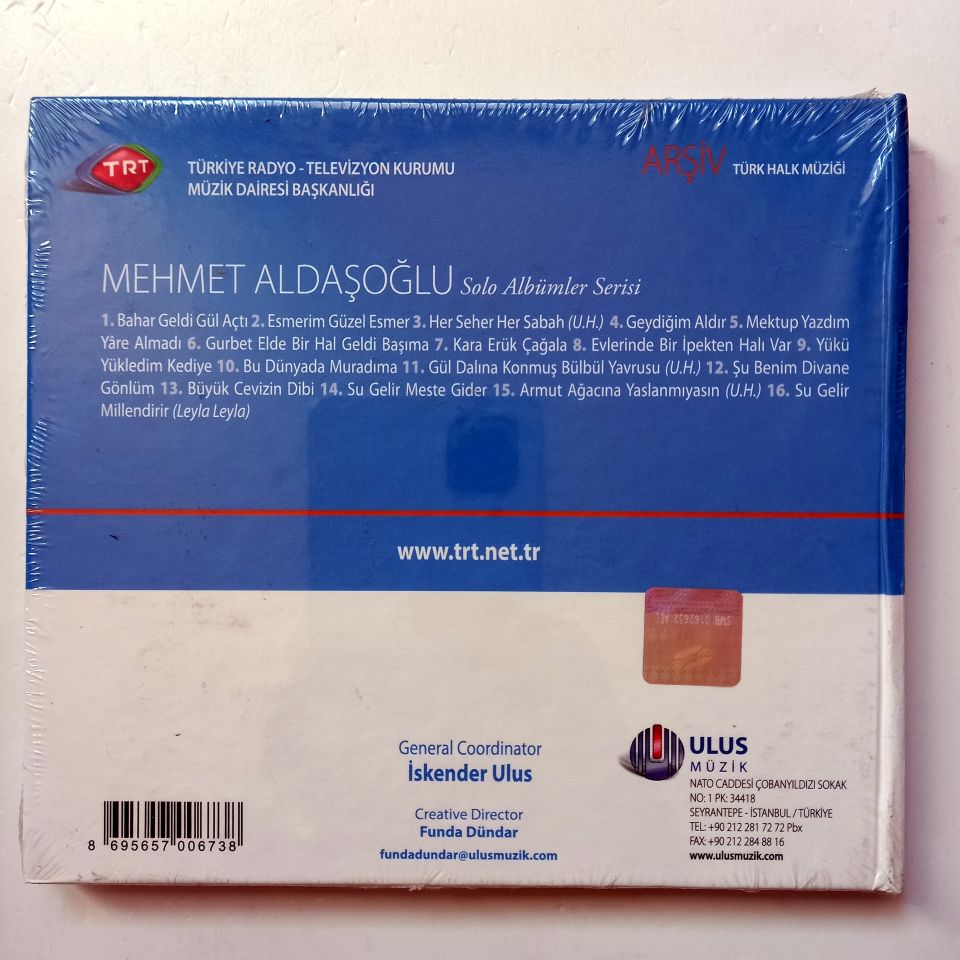 TRT
TÜRKİYE RADYO - TELEVİZYON KURUMU
MÜZİK DAİRESİ BAŞKANLIĞI
ARŞİV TÜRK HALK MÜZİĞİ
MEHMET ALDAŞOĞLU Solo Albümler Serisi
1. Bahar Geldi Gül Açtı 2. Esmerim Güzel Esmer 3. Her Seher Her Sabah (U.H.) 4. Geydiğim Aldır 5. Mektup Yazdım
Yâre Almadı 6. Gurbet Elde Bir Hal Geldi Başıma 7. Kara Erük Çağala 8. Evlerinde Bir İpekten Halı Var 9. Yükü
Yükledim Kediye 10. Bu Dünyada Muradıma 11. Gül Dalına Konmuş Bülbül Yavrusu (U.H.) 12. Şu Benim Divane
Gönlüm 13. Büyük Cevizin Dibi 14. Su Gelir Meste Gider 15. Armut Ağacına Yaslanmıyasın (U.H.) 16. Su Gelir
Millendirir (Leyla Leyla)
www.trt.net.tr
SMB 0162652 AEL
General Coordinator
İskender Ulus
Creative Director
Funda Dündar
fundadundar@ulusmuzik.com
ULUS
MÜZİK
NATO CADDESİ ÇOBANYILDIZI SOKAK
NO: 1 PK: 34418
SEYRANTEPE - İSTANBUL / TÜRKİYE
TEL: +90 212 281 72 72 Pbx
FAX: +90 212 284 88 16
www.ulusmuzik.com
8 695657 006738